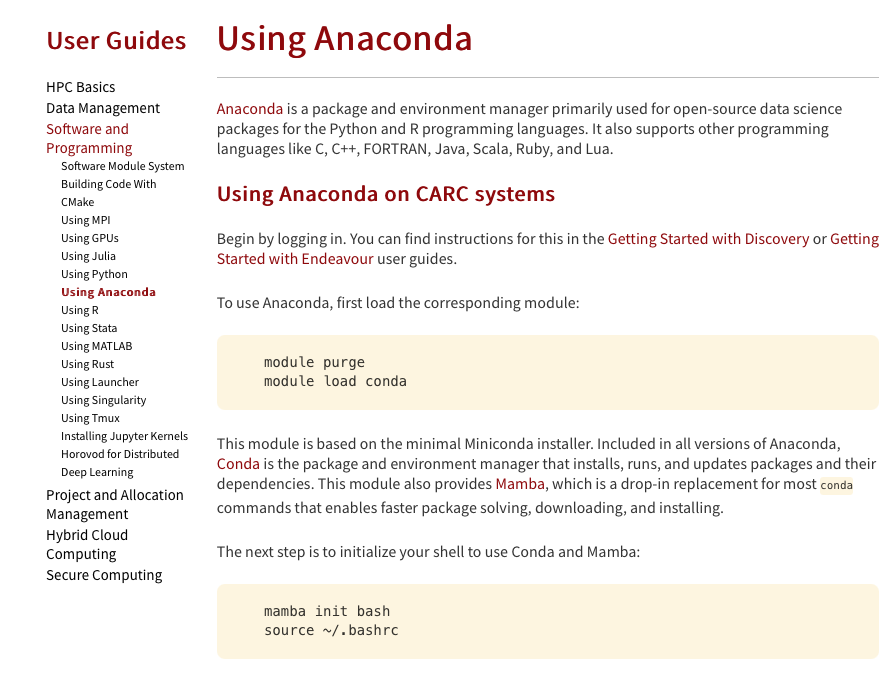 User Guides
HPC Basics
Data Management
Software and
Programming
Software Module System
Building Code With
CMake
Using MPI
Using GPUs
Using Julia
Using Python
Using Anaconda
Using R
Using Stata
Using MATLAB
Using Rust
Using Launcher
Using Singularity
Using Tmux
Installing Jupyter Kernels
Horovod for Distributed
Deep Learning
Project and Allocation
Management
Hybrid Cloud
Computing
Secure Computing
Using Anaconda
Anaconda is a package and environment manager primarily used for open-source data science
packages for the Python and R programming languages. It also supports other programming
languages like C, C++, FORTRAN, Java, Scala, Ruby, and Lua.
Using Anaconda on CARC systems
Begin by logging in. You can find instructions for this in the Getting Started with Discovery or Getting
Started with Endeavour user guides.
To use Anaconda, first load the corresponding module:
module purge
module load conda
This module is based on the minimal Miniconda installer. Included in all versions of Anaconda,
Conda is the package and environment manager that installs, runs, and updates packages and their
dependencies. This module also provides Mamba, which is a drop-in replacement for most conda
commands that enables faster package solving, downloading, and installing.
The next step is to initialize your shell to use Conda and Mamba:
mamba init bash
source ~/.bashrc